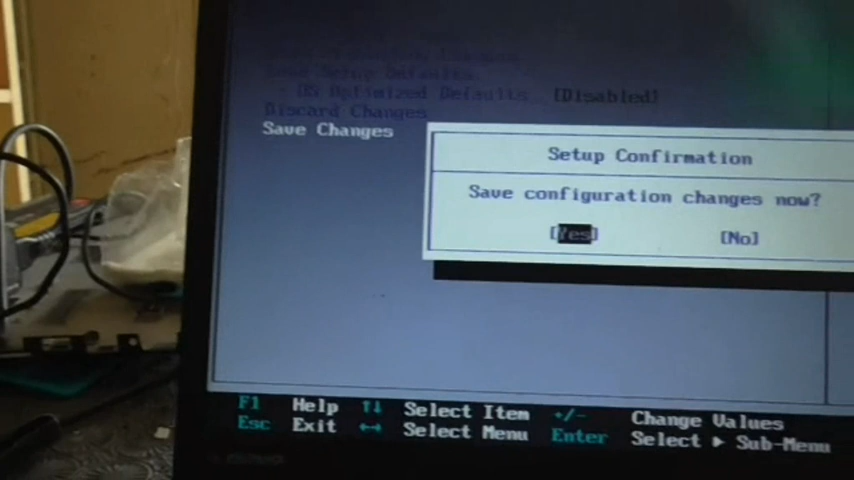 Load Setup Defaults
OS Optimized Defaults [Disabled]
Discard Changes
Save Changes
Setup Confirmation
Save configuration changes now?
[Yes] [No]
F1 Help ↑↓ Select Item +/- Change Values
Esc Exit ↔ Select Menu Enter Select ▶ Sub-Menu